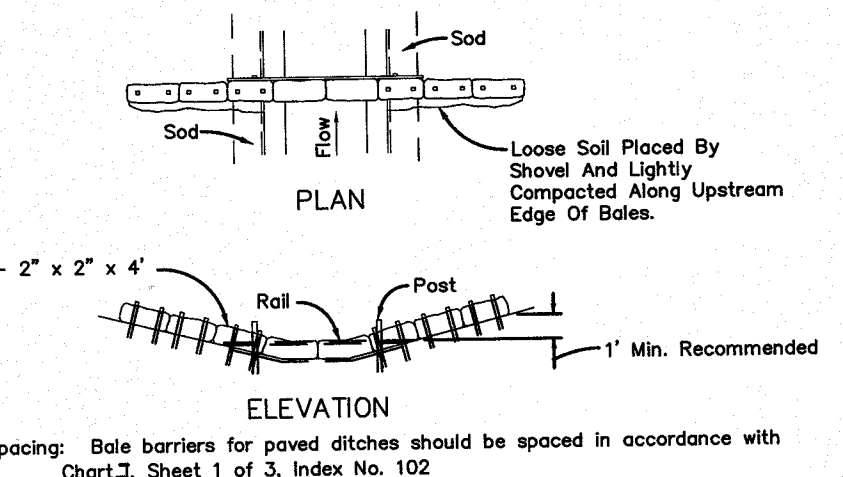 Sod
Sod
Flow
Loose Soil Placed By
Shovel And Lightly
Compacted Along Upstream
Edge Of Bales.
PLAN
- 2" x 2" x 4'
Rail
Post
1' Min. Recommended
ELEVATION
pacing: Bale barriers for paved ditches should be spaced in accordance with
Chart I, Sheet 1 of 3, Index No. 102